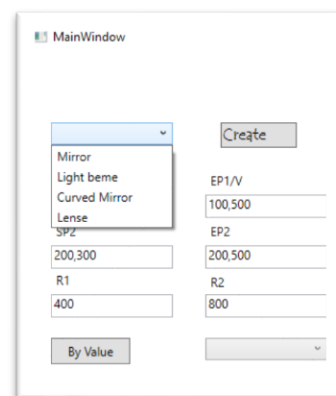 MainWindow
Create
Mirror
Light beme
Curved Mirror
Lense
EP1/V
100,500
SP2
EP2
200,300
200,500
R1
R2
400
800
By Value